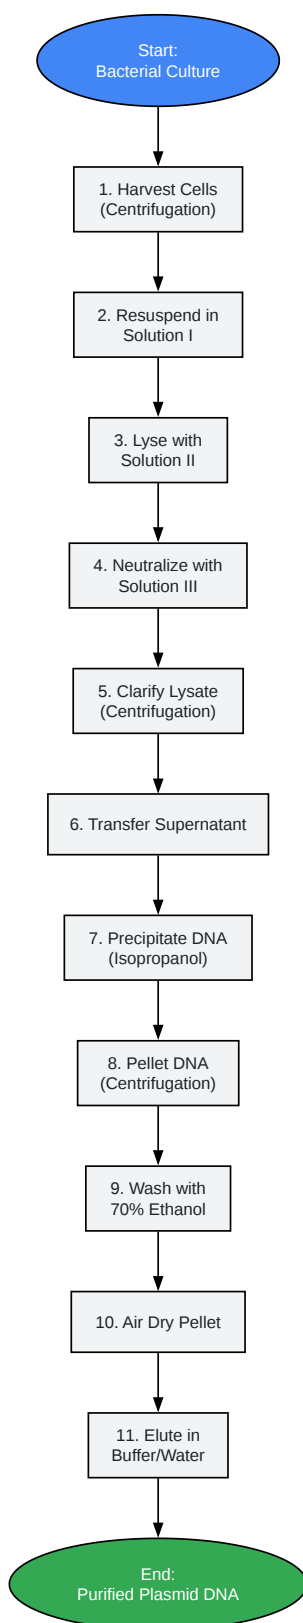 Start:
Bacterial Culture
1. Harvest Cells
(Centrifugation)
2. Resuspend in
Solution I
3. Lyse with
Solution II
4. Neutralize with
Solution III
5. Clarify Lysate
(Centrifugation)
6. Transfer Supernatant
7. Precipitate DNA
(Isopropanol)
8. Pellet DNA
(Centrifugation)
9. Wash with
70% Ethanol
10. Air Dry Pellet
11. Elute in
Buffer/Water
End:
Purified Plasmid DNA